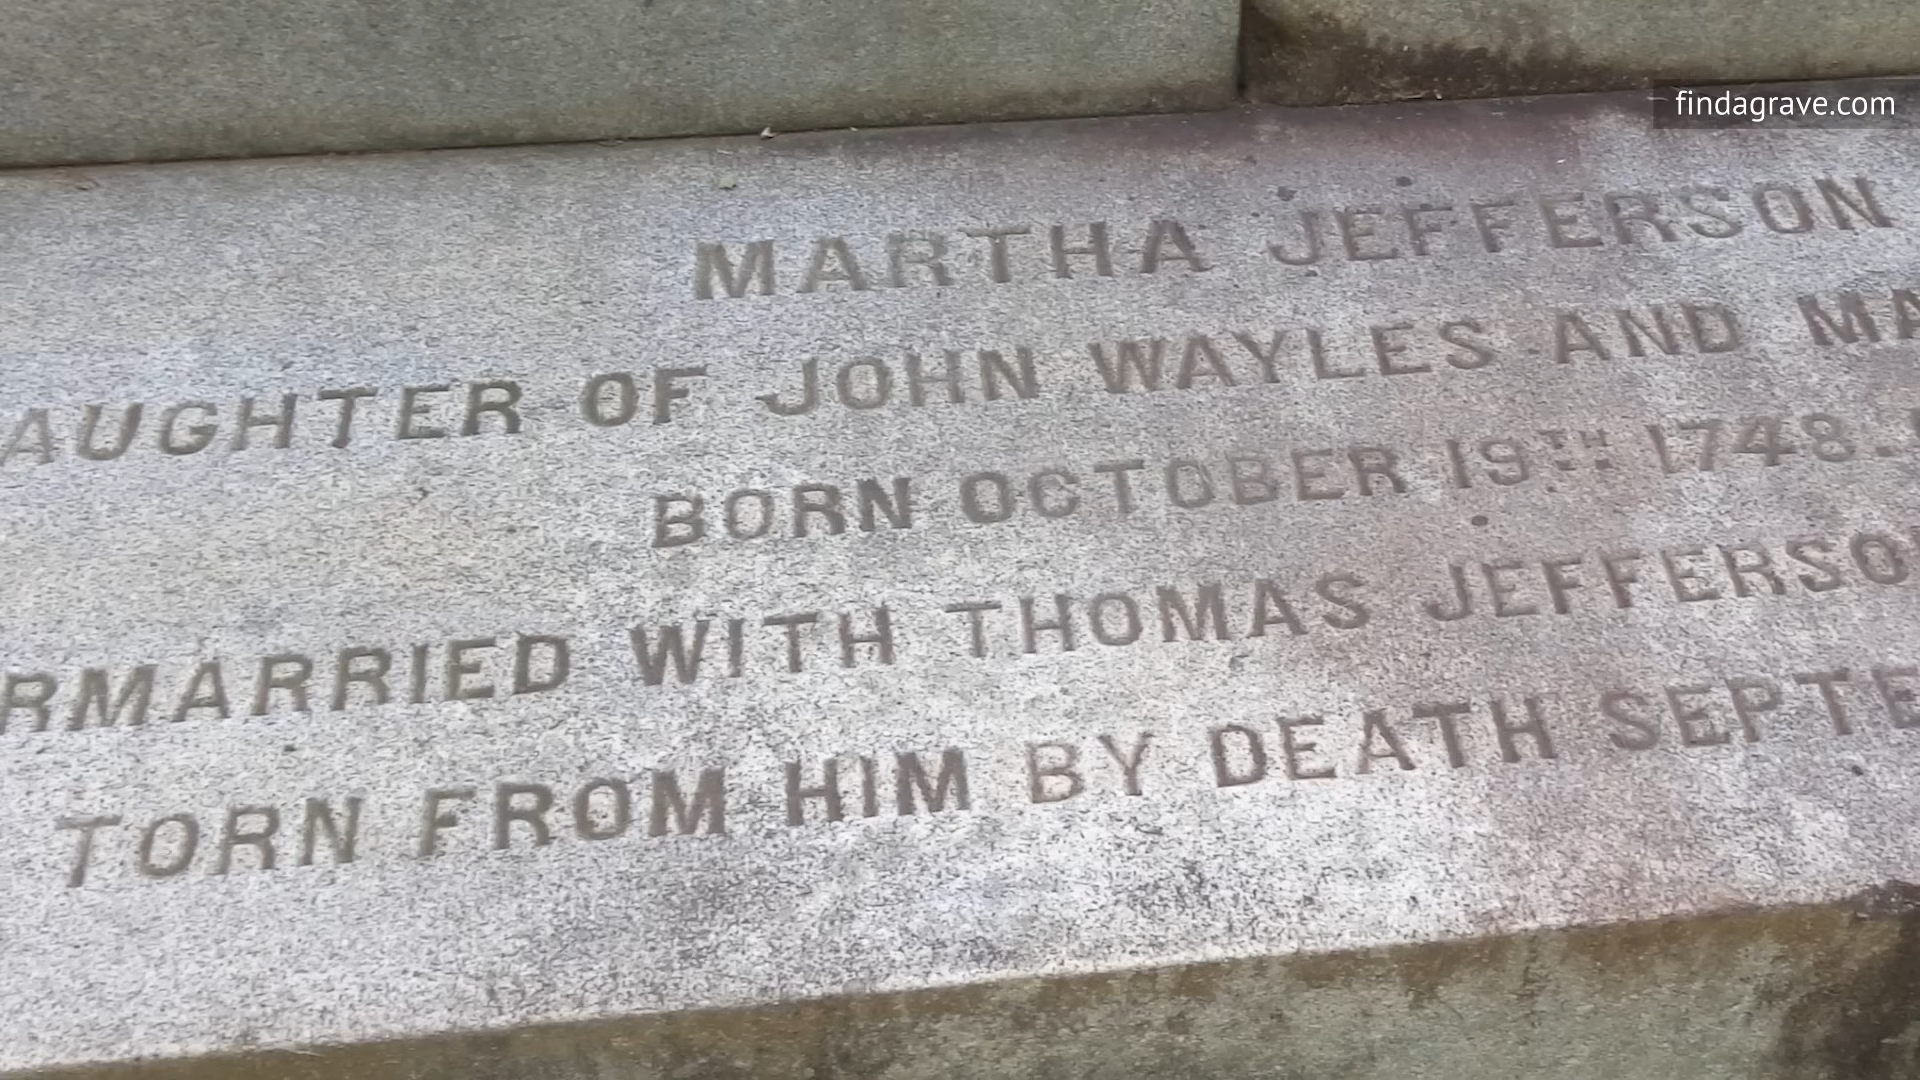 findagrave.com
MARTHA JEFFERSON
AUGHTER OF JOHN WAYLES AND MA
BORN OCTOBER 19TH 1748.
RMARRIED WITH THOMAS JEFFERSO
TORN FROM HIM BY DEATH SEPTE